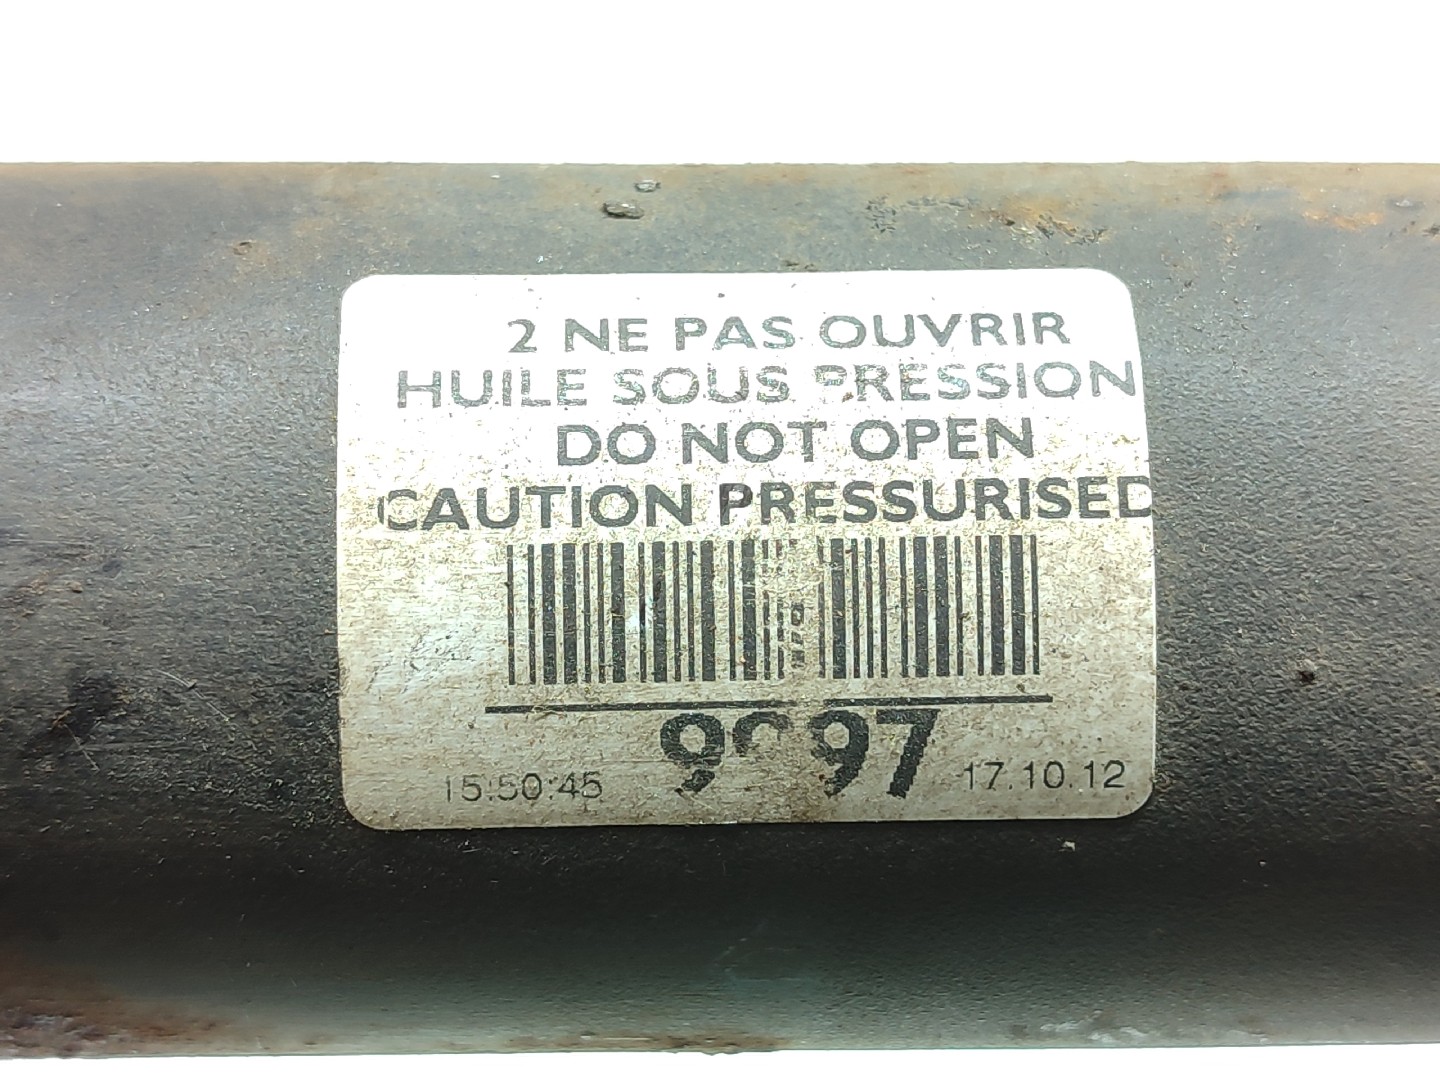 2 NE PAS OUVRIR
HUILE SOUS PRESSION
DO NOT OPEN
CAUTION PRESSURISED
15:50:45 17.10.12